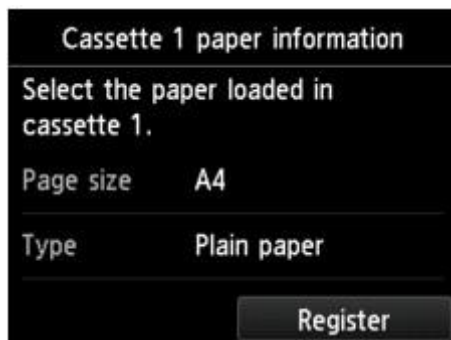 Cassette 1 paper information
Select the paper loaded in
cassette 1.
Page size A4
Type Plain paper
Register